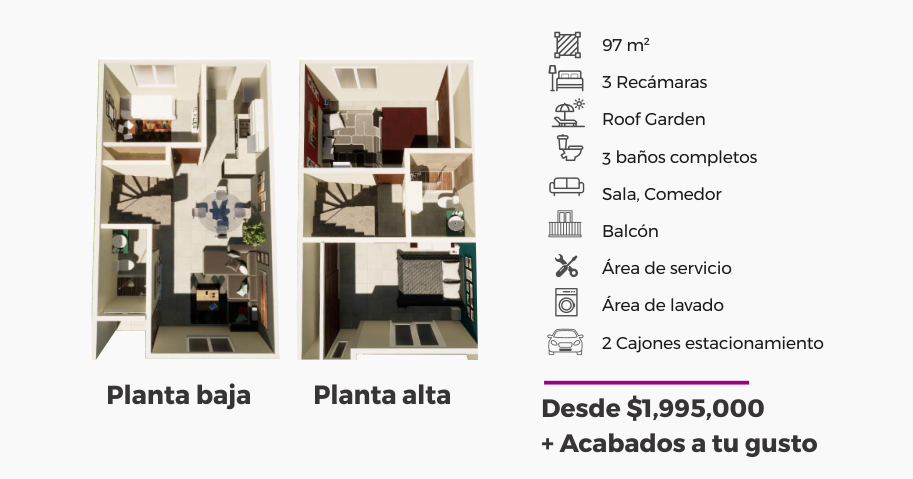 97 m²
3 Recámaras
Roof Garden
3 baños completos
Sala, Comedor
Balcón
Área de servicio
Área de lavado
2 Cajones estacionamiento
Planta baja
Planta alta
Desde $1,995,000
+ Acabados a tu gusto